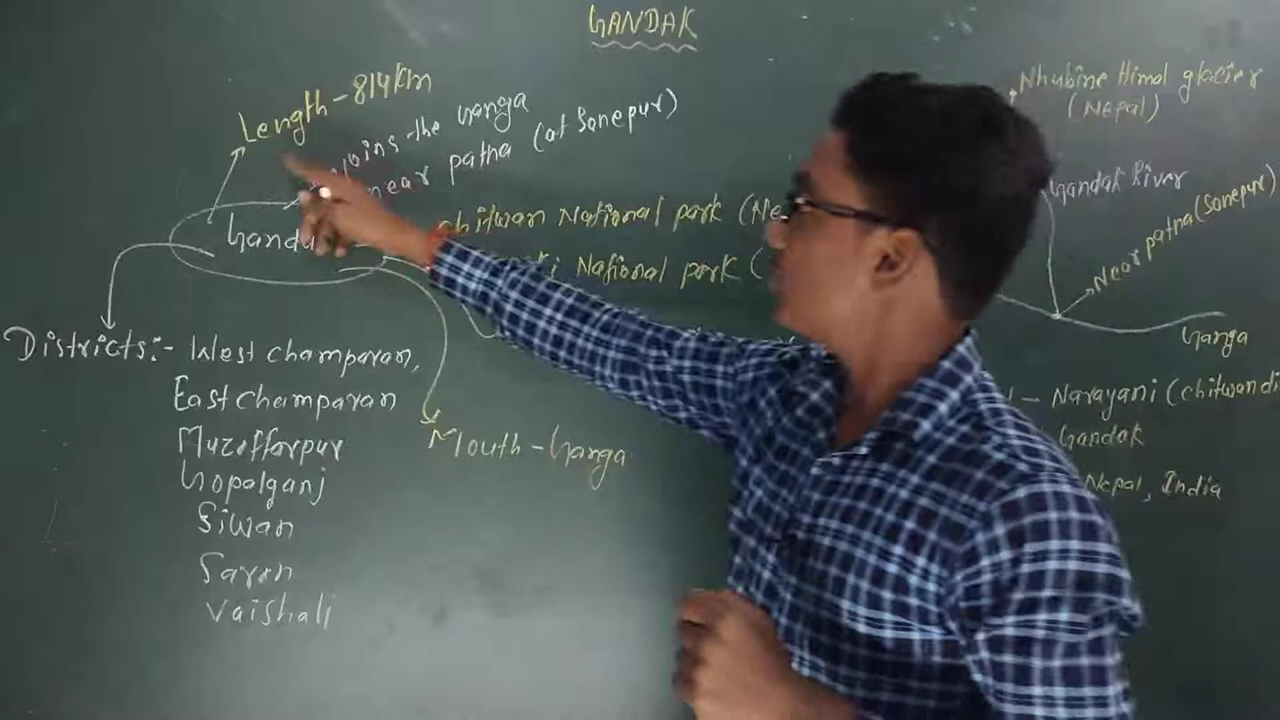 GANDAK
Length - 814km
joins the Ganga
near patna (at Sonepur)
chitwan National park
National park (
Districts:- West champaran,
East champaran
Muzaffarpur
Gopalganj
Siwan
Saran
Vaishali
Mouth - Ganga
Nhubine Himal glacier
(Nepal)
Gandak River
Near patna (Sonepur)
Ganga
- Narayani (chitwan
Gandak
Nepal, India